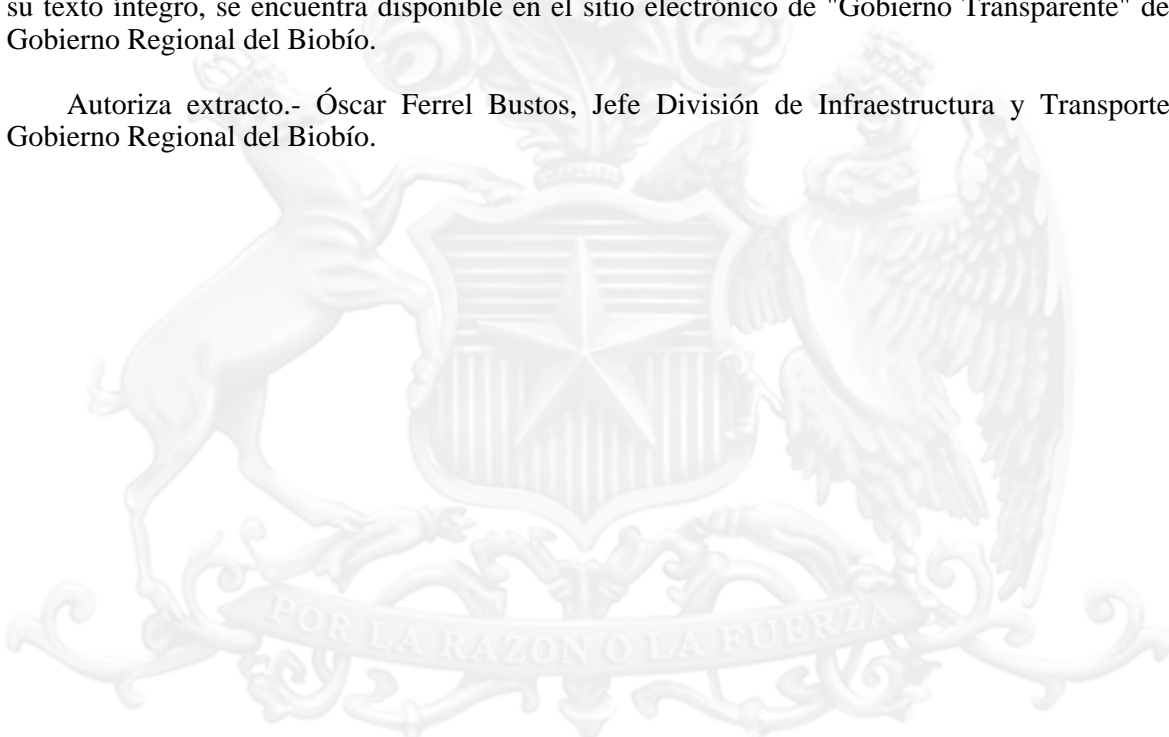 su texto íntegro, se encuentra disponible en el sitio electrónico de "Gobierno Transparente" de
Gobierno Regional del Biobío.
Autoriza extracto.- Óscar Ferrel Bustos, Jefe División de Infraestructura y Transporte
Gobierno Regional del Biobío.
POR LA RAZON O LA FUERZA